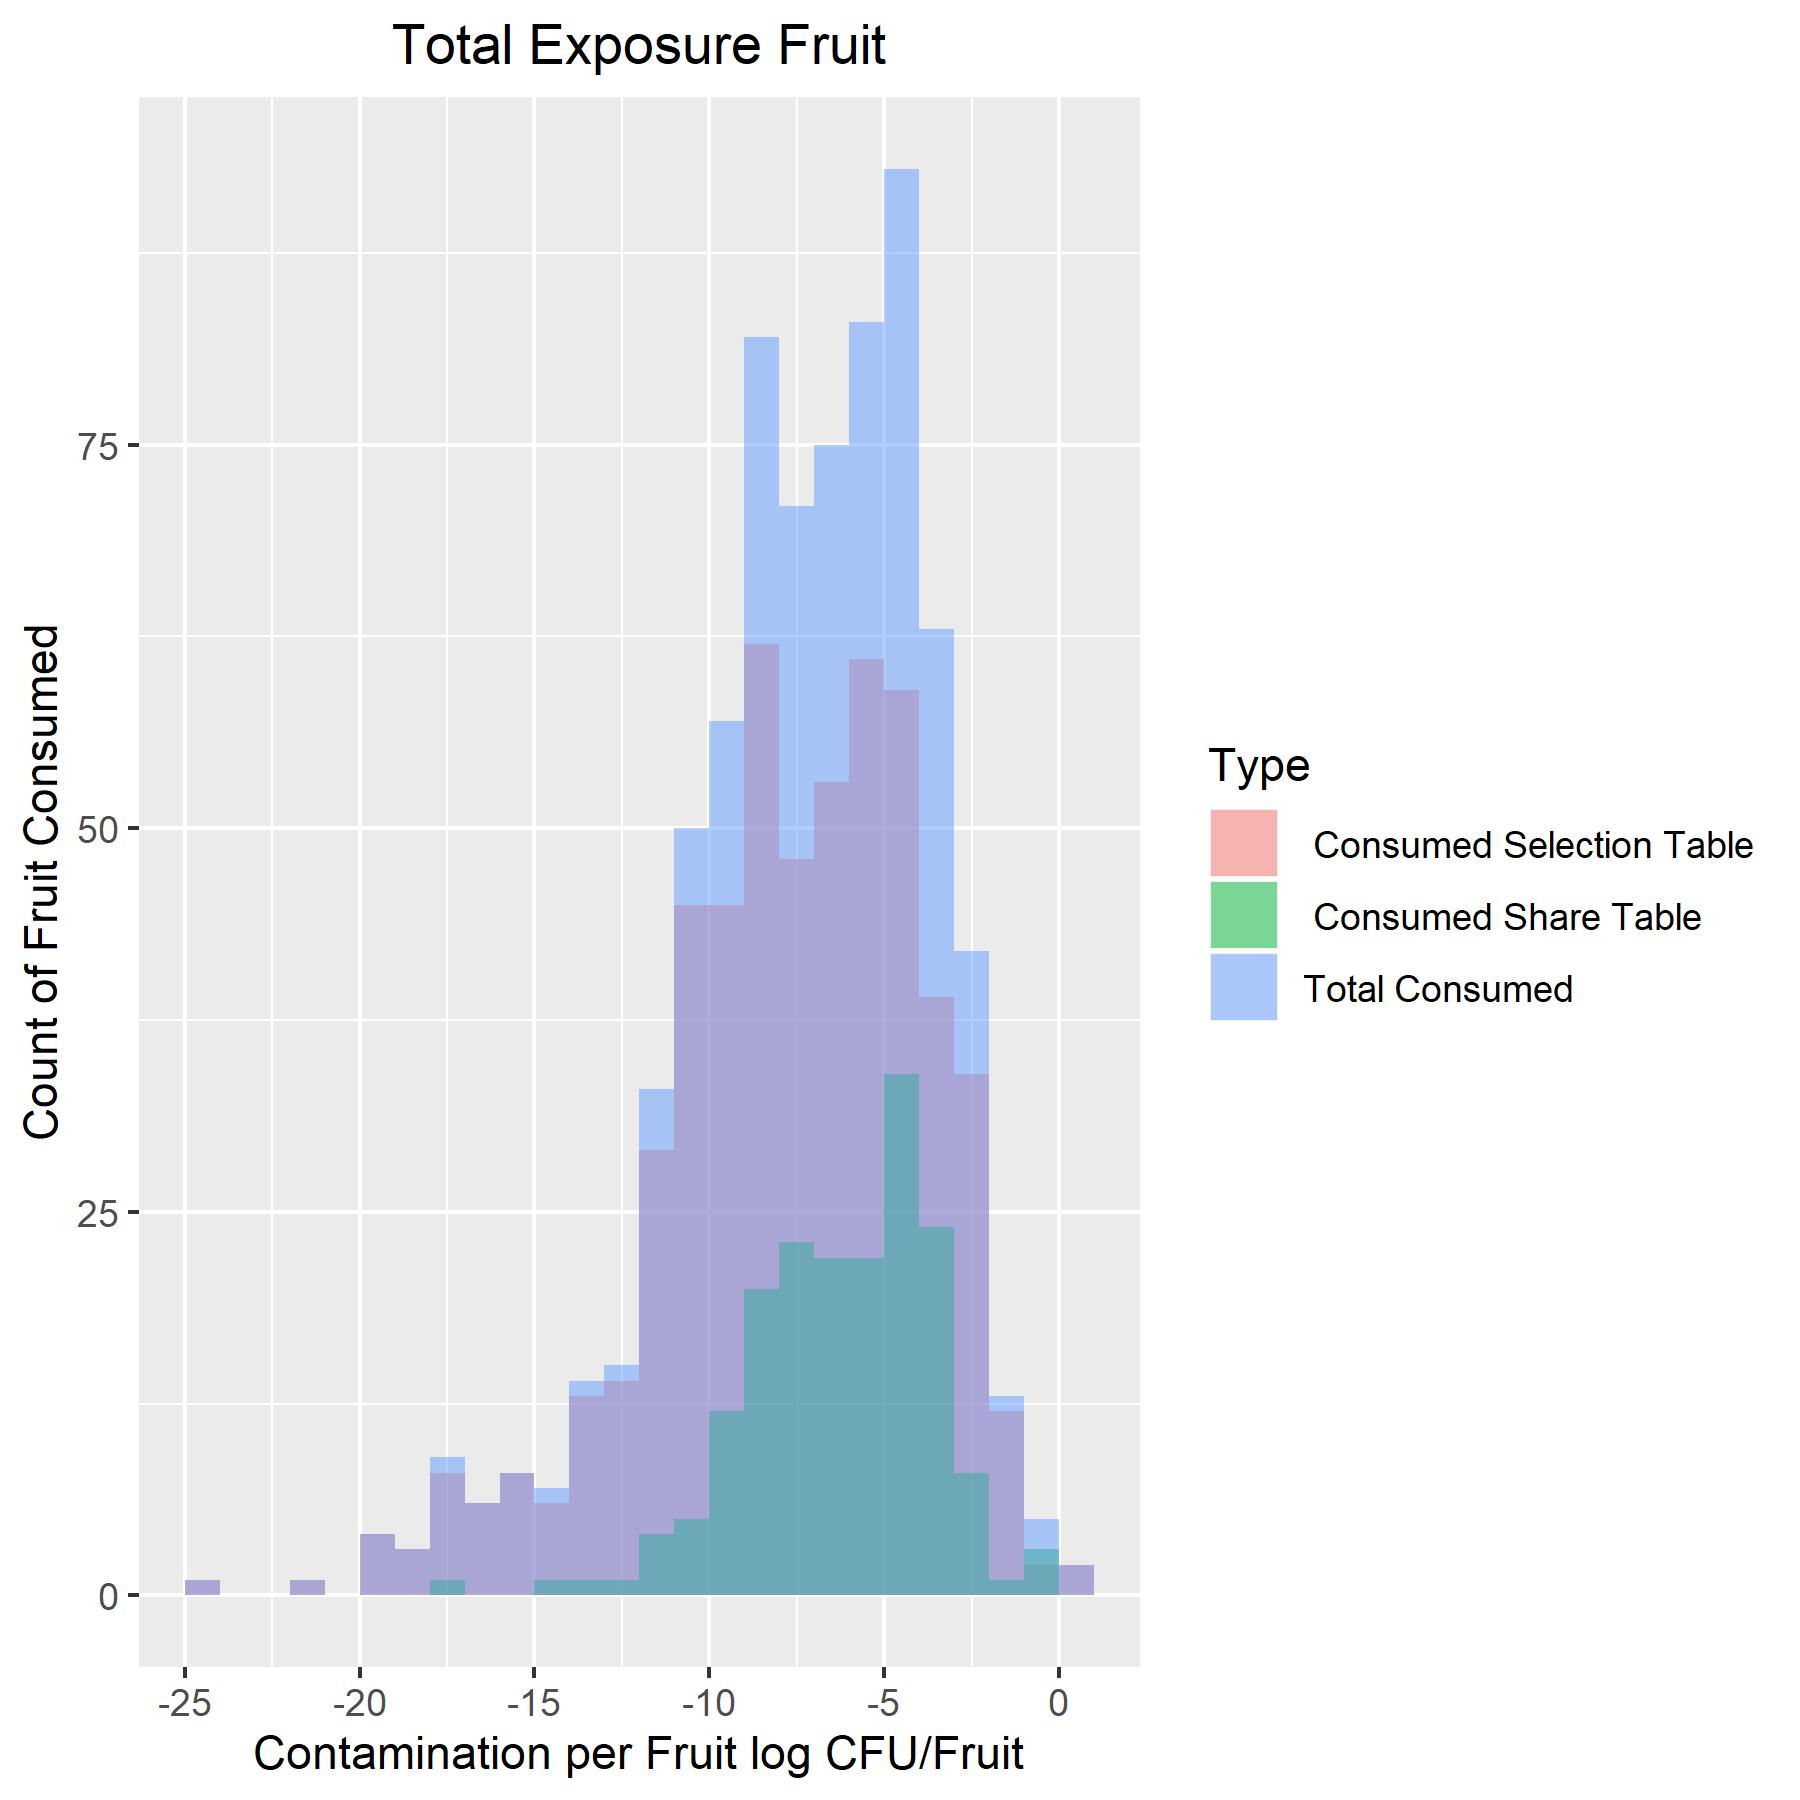 Total Exposure Fruit
Count of Fruit Consumed
75
50
25
0
-25 -20 -15 -10 -5 0
Contamination per Fruit log CFU/Fruit
Type
Consumed Selection Table
Consumed Share Table
Total Consumed